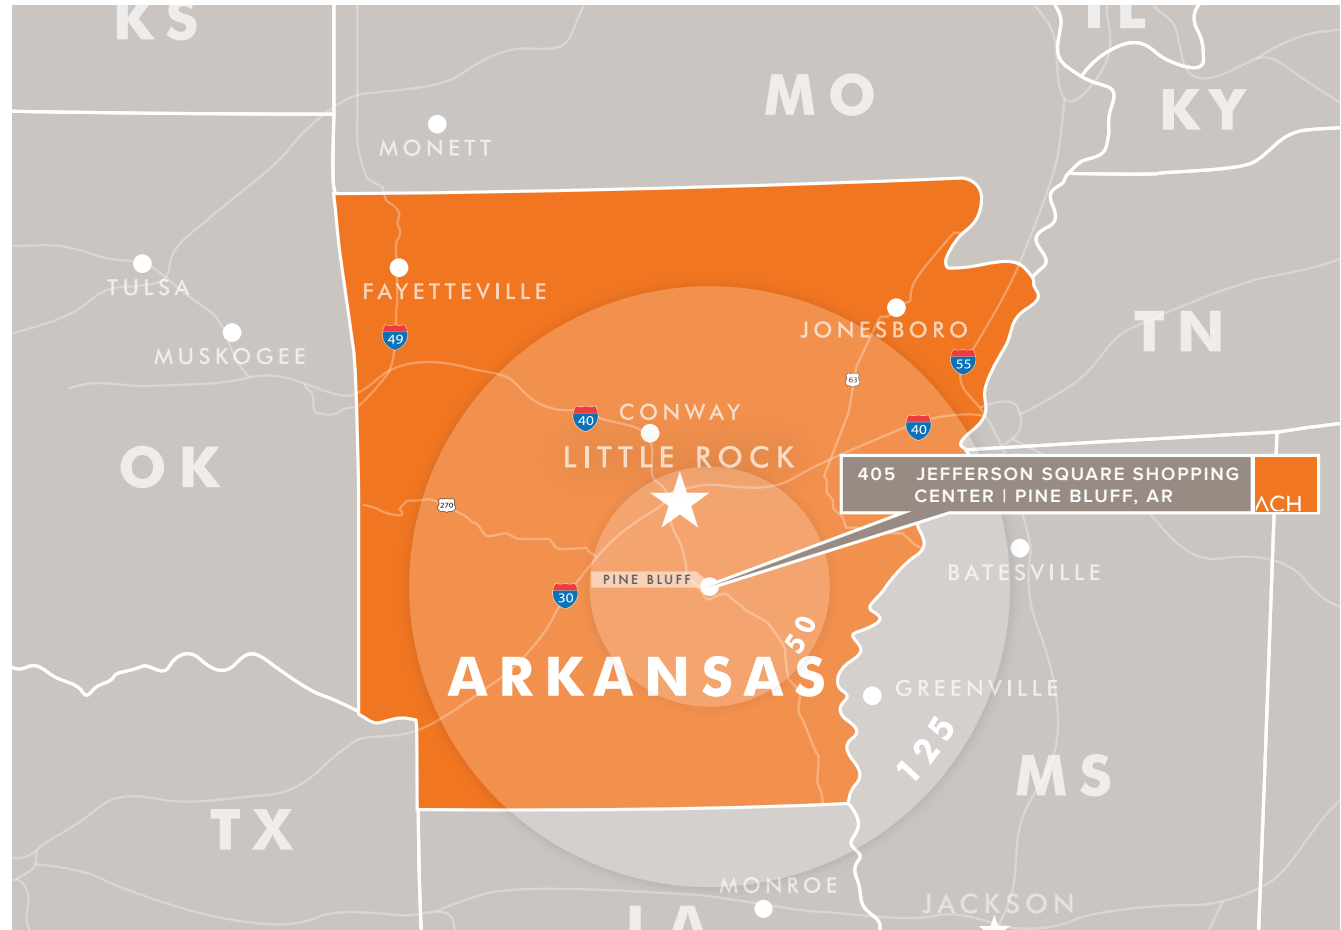 KS
IL
MO
KY
MONETT
TULSA
FAYETTEVILLE
JONESBORO
TN
49
MUSKOGEE
55
63
40
CONWAY
40
LITTLE ROCK
OK
405 JEFFERSON SQUARE SHOPPING
CENTER | PINE BLUFF, AR
ACH
270
BATESVILLE
PINE BLUFF
30
50
ARKANSAS
GREENVILLE
125
MS
TX
MONROE
JACKSON
LA